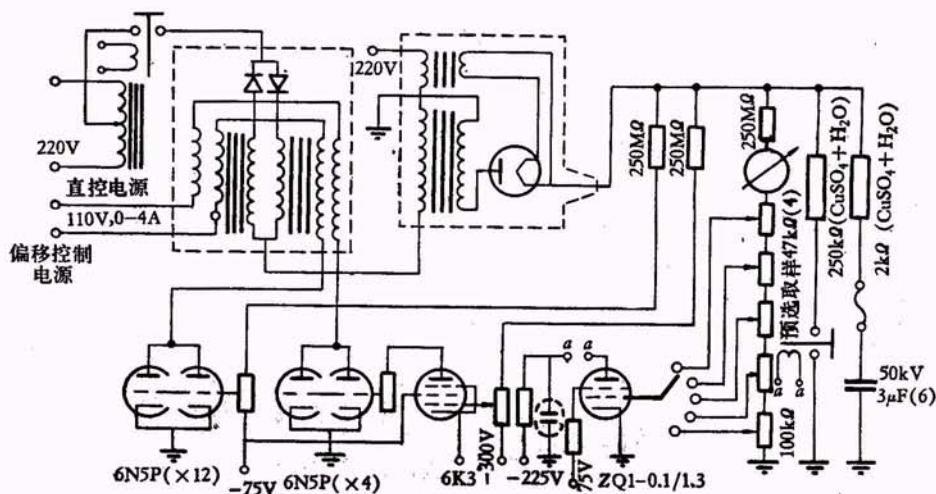 220V
220V
直控电源
110V,0-4A
偏移控制
电源
250MΩ
250MΩ
250MΩ
预选取样47kΩ(4)
250kΩ(CuSO₄+H₂O)
2kΩ(CuSO₄+H₂O)
a a
a a
100kΩ
50kV
3μF(6)
6N5P(×12)
-75V
6N5P(×4)
6K3
-300V
-225V
-75V
ZQ1-0.1/1.3